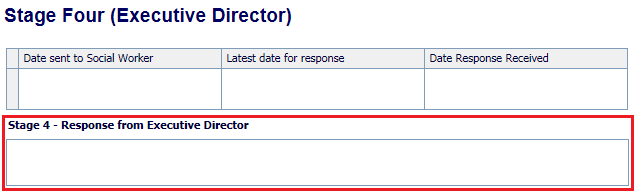 Stage Four (Executive Director)
Date sent to Social Worker Latest date for response Date Response Received
Stage 4 - Response from Executive Director